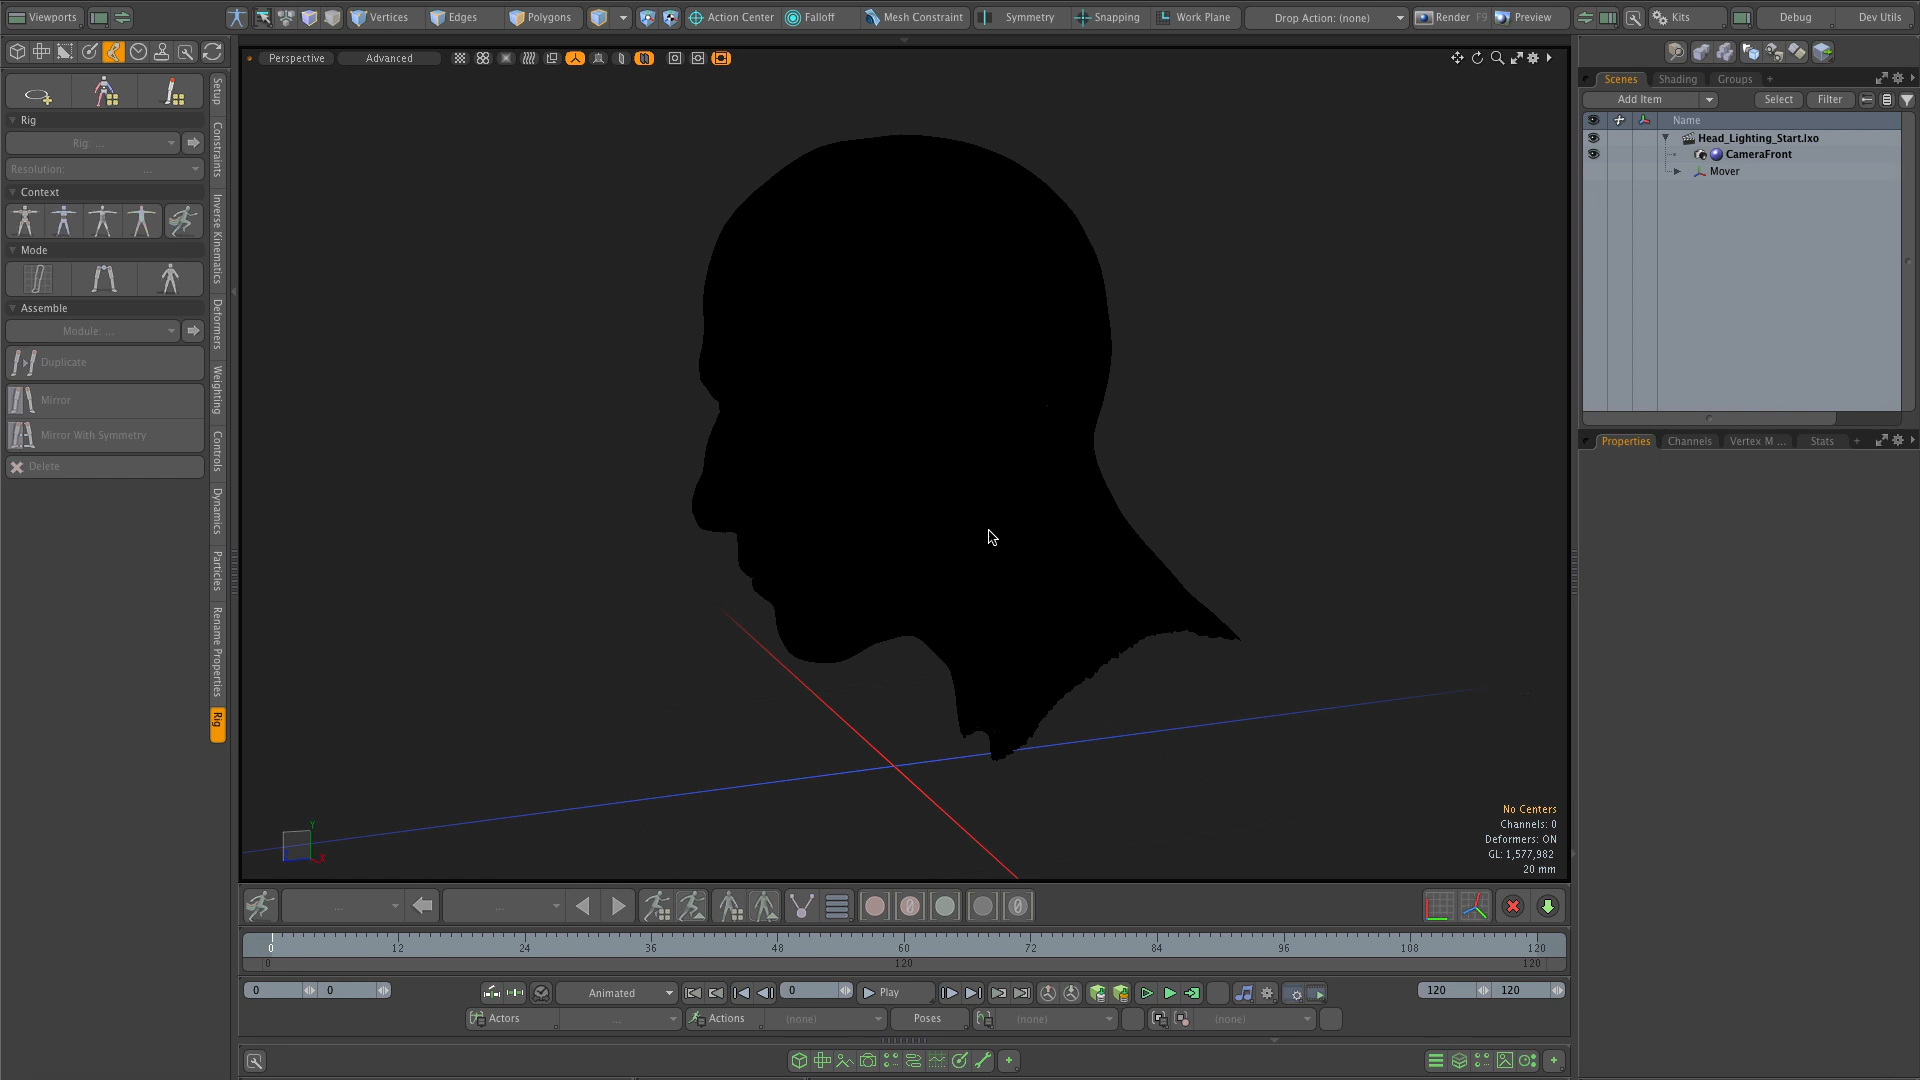 Viewports
Vertices
Edges
Polygons
Action Center
Falloff
Mesh Constraint
Symmetry
Snapping
Work Plane
Drop Action: (none)
Render F9
Preview
Kits
Debug
Dev Utils
Perspective
Advanced
Setup
Constraints
Inverse Kinematics
Deformers
Weighting
Controls
Dynamics
Particles
Rename Properties
Rig
Rig
Rig: ...
Resolution: ...
Context
Mode
Assemble
Module: ...
Duplicate
Mirror
Mirror With Symmetry
Delete
Scenes
Shading
Groups
+
Add Item
Select
Filter
Name
Head_Lighting_Start.lxo
CameraFront
Mover
Properties
Channels
Vertex M ...
Stats
+
Y
X
No Centers
Channels: 0
Deformers: ON
GL: 1,577,982
20 mm
...
...
0 12 24 36 48 60 72 84 96 108 120
0 120 120
0
0
Animated
0
Play
120
120
Actors
...
Actions
(none)
Poses
(none)
(none)